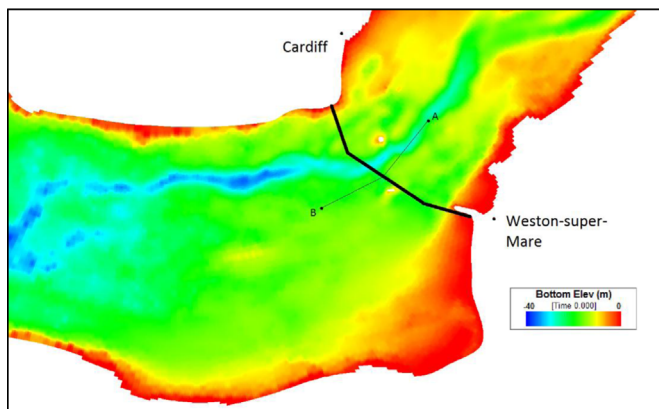 Cardiff
A
B
Weston-super-
Mare
Bottom Elev (m)
-40 [Time 0.000] 0